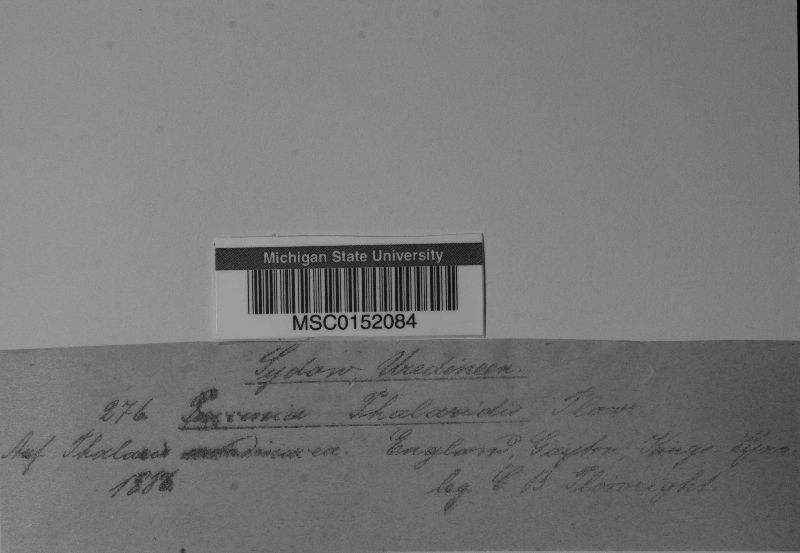 Michigan State University
MSC0152084
Sydow, Uredineen.
276. Puccinia Phalaridis Plowr
Auf Phalaris arundinacea. England, Gayton, Kings Lynn.
188
leg. C B Plowright